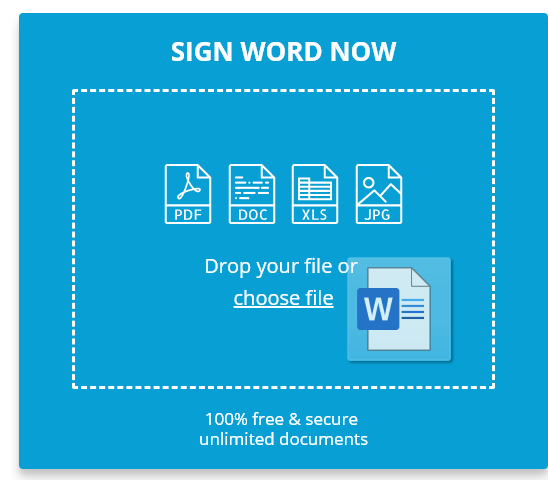 SIGN WORD NOW
PDF DOC XLS JPG
Drop your file or
choose file
W
100% free & secure
unlimited documents